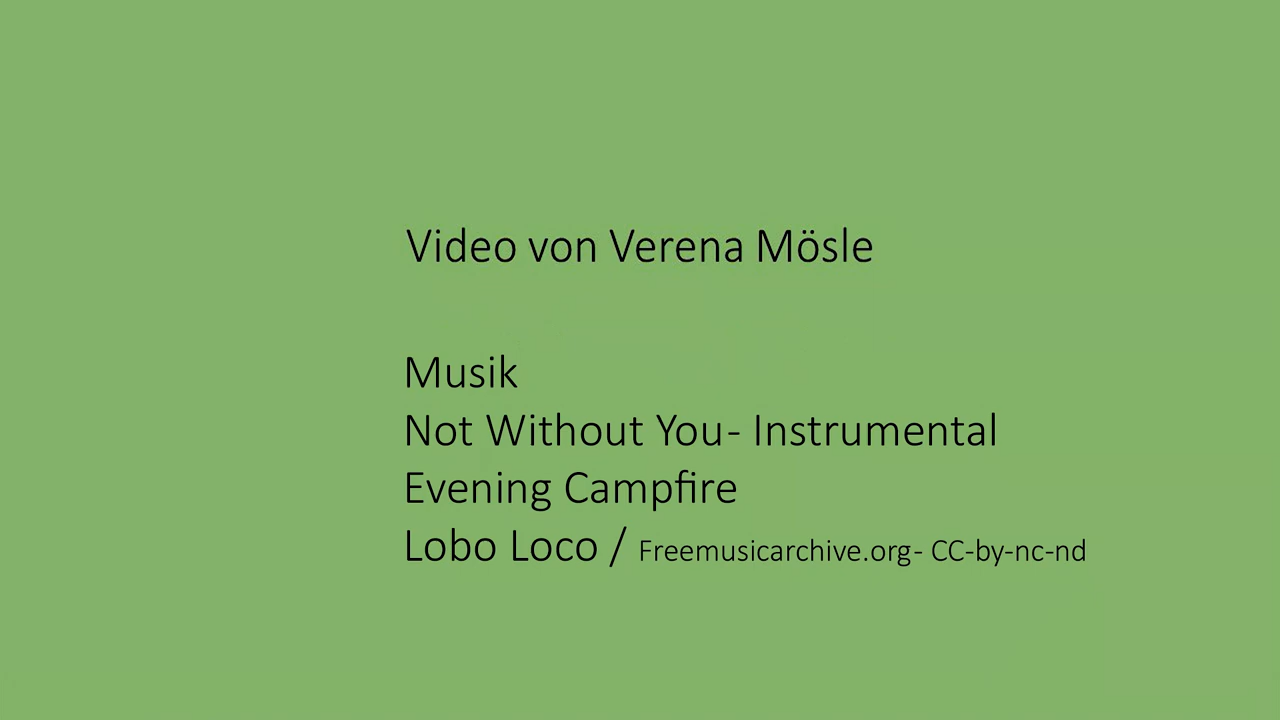 Video von Verena Mösle
Musik
Not Without You- Instrumental
Evening Campfire
Lobo Loco / Freemusicarchive.org- CC-by-nc-nd